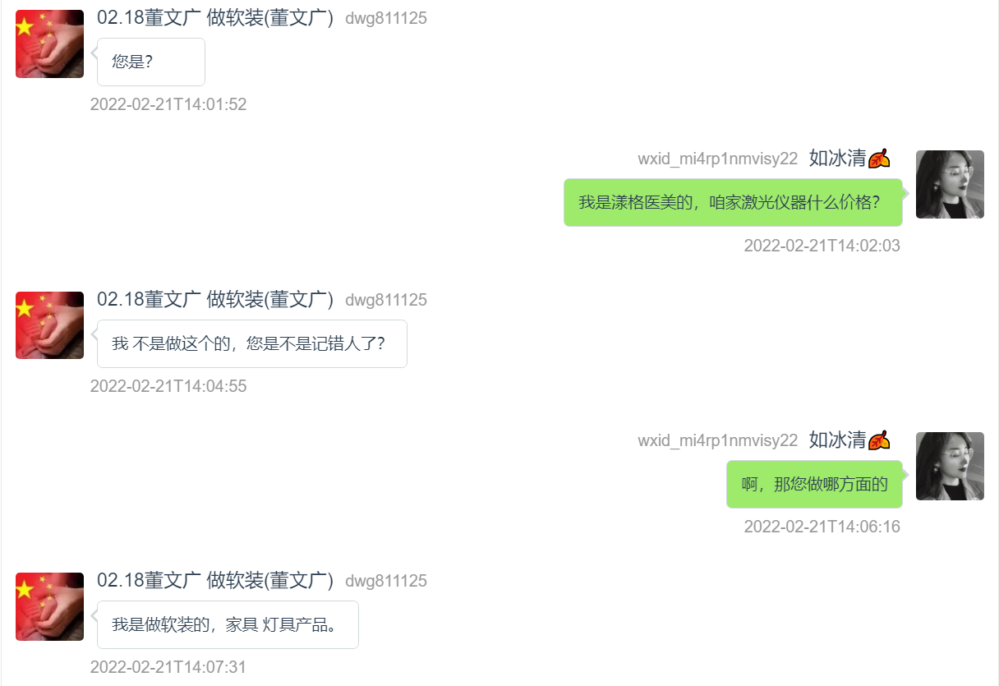 02.18董文广 做软装(董文广) dwg811125
您是？
2022-02-21T14:01:52
wxid_mi4rp1nmvisy22 如冰清🍂
我是漾格医美的，咱家激光仪器什么价格？
2022-02-21T14:02:03
02.18董文广 做软装(董文广) dwg811125
我 不是做这个的，您是不是记错人了？
2022-02-21T14:04:55
wxid_mi4rp1nmvisy22 如冰清🍂
啊，那您做哪方面的
2022-02-21T14:06:16
02.18董文广 做软装(董文广) dwg811125
我是做软装的，家具 灯具产品。
2022-02-21T14:07:31